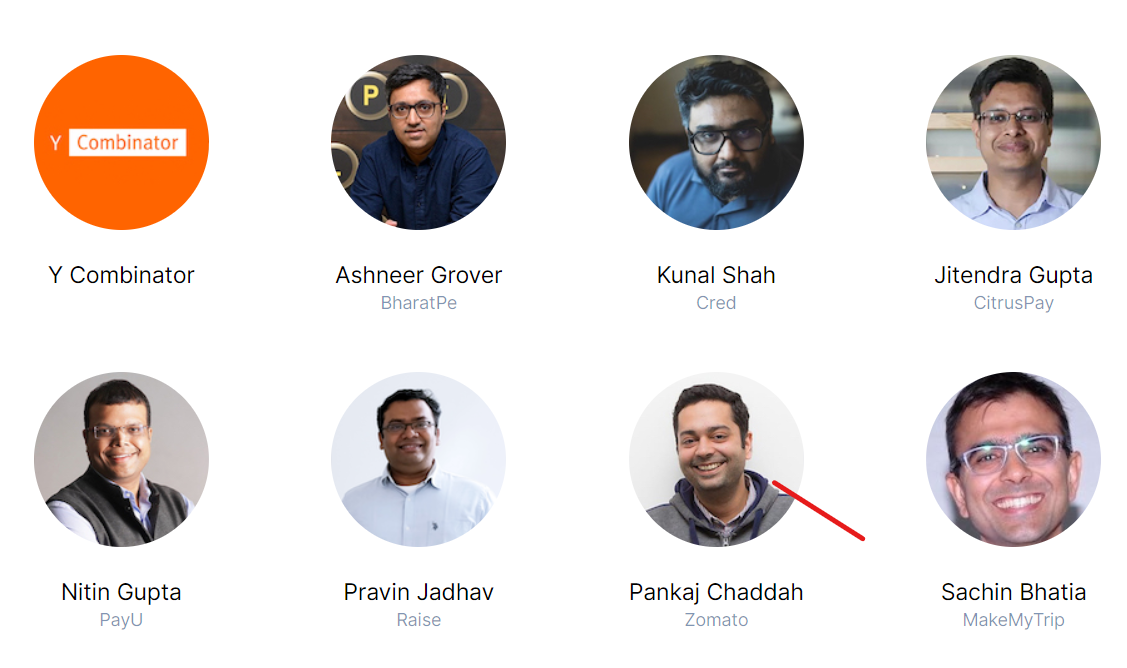 Y Combinator
P
Y Combinator
Ashneer Grover
Kunal Shah
Jitendra Gupta
BharatPe
Cred
CitrusPay
Nitin Gupta
Pravin Jadhav
Pankaj Chaddah
Sachin Bhatia
PayU
Raise
Zomato
MakeMyTrip